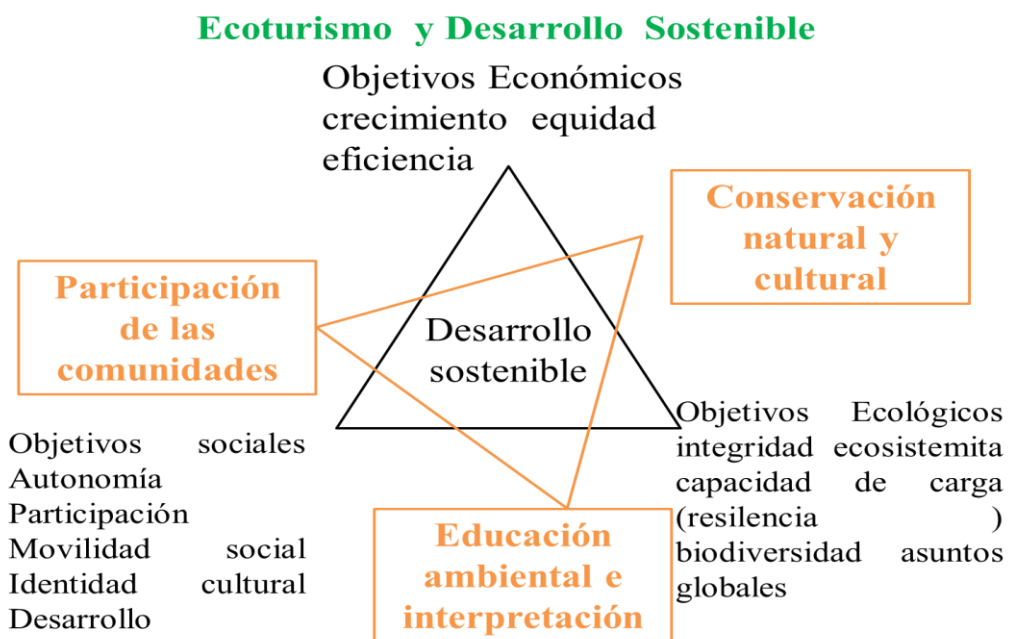 Ecoturismo y Desarrollo Sostenible
Objetivos Económicos
crecimiento equidad
eficiencia
Conservación
natural y
cultural
Participación
de las
comunidades
Desarrollo
sostenible
Objetivos sociales
Autonomía
Participación
Movilidad social
Identidad cultural
Desarrollo
Objetivos Ecológicos
integridad ecosistemita
capacidad de carga
(resilencia )
biodiversidad asuntos
globales
Educación
ambiental e
interpretación